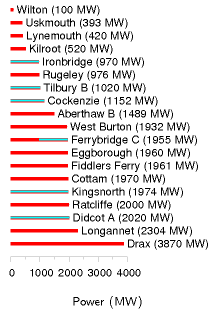 Wilton (100 MW)
Uskmouth (393 MW)
Lynemouth (420 MW)
Kilroot (520 MW)
Ironbridge (970 MW)
Rugeley (976 MW)
Tilbury B (1020 MW)
Cockenzie (1152 MW)
Aberthaw B (1489 MW)
West Burton (1932 MW)
Ferrybridge C (1955 MW)
Eggborough (1960 MW)
Fiddlers Ferry (1961 MW)
Cottam (1970 MW)
Kingsnorth (1974 MW)
Ratcliffe (2000 MW)
Didcot A (2020 MW)
Longannet (2304 MW)
Drax (3870 MW)
0 1000 2000 3000 4000
Power (MW)